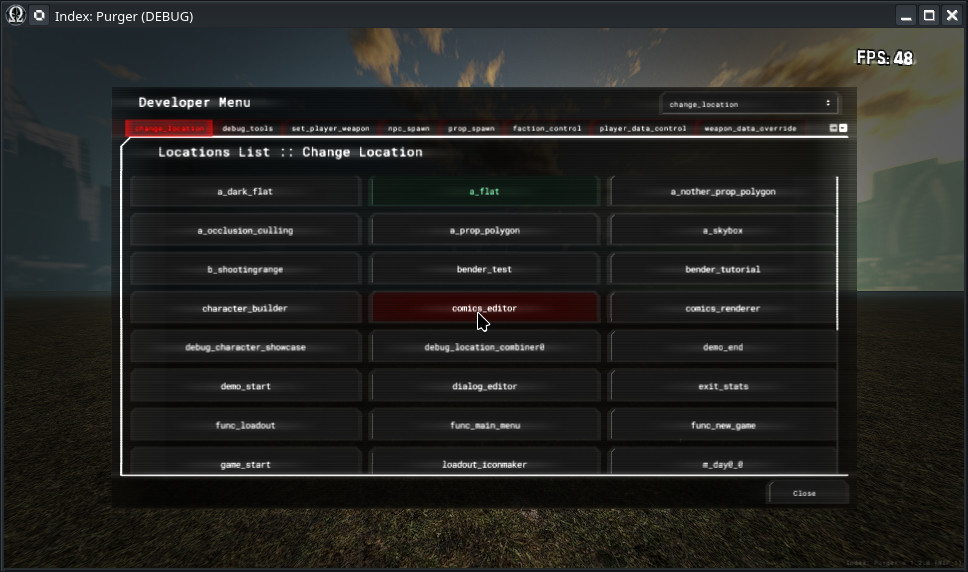 Index: Purger (DEBUG)
FPS: 48
Developer Menu
change_location
change_location debug_tools set_player_weapon npc_spawn prop_spawn faction_control player_data_control weapon_data_override
Locations List :: Change Location
a_dark_flat a_flat a_nother_prop_polygon
a_occlusion_culling a_prop_polygon a_skybox
b_shootingrange bender_test bender_tutorial
character_builder comics_editor comics_renderer
debug_character_showcase debug_location_combiner0 demo_end
demo_start dialog_editor exit_stats
func_loadout func_main_menu func_new_game
game_start loadout_iconmaker m_day0_0
Close